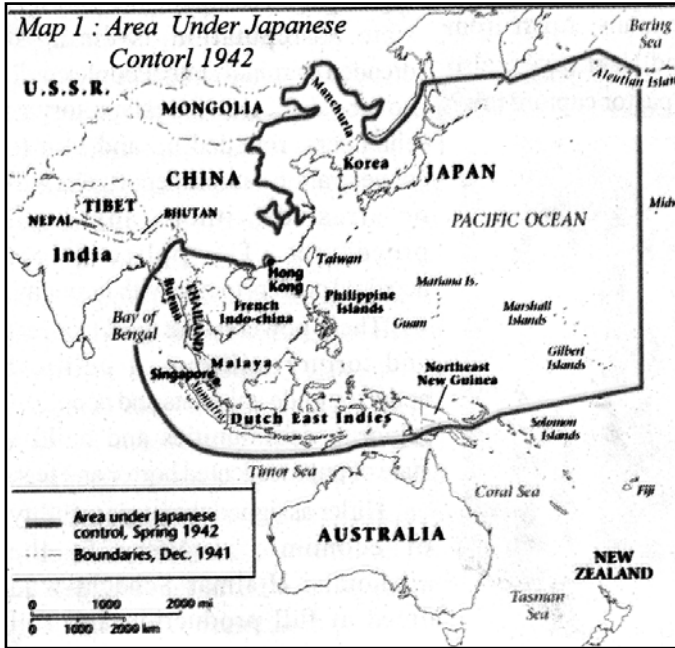 Map 1 : Area Under Japanese
Contorl 1942
Bering
Sea
Aleutian Islan
U.S.S.R.
MONGOLIA
Manchuria
Korea
JAPAN
CHINA
TIBET
NEPAL
BHUTAN
India
PACIFIC OCEAN
Midw
Taiwan
Hong
Kong
Bay of
Bengal
Burma
THAILAND
French
Indo-china
Philippine
Islands
Mariana Is.
Guam
Marshall
Islands
Gilbert
Islands
Malaya
Singapore
Sumatra
Northeast
New Guinea
Dutch East Indies
Solomon
Islands
Timor Sea
Coral Sea
Fiji
AUSTRALIA
NEW
ZEALAND
Tasman
Sea
Area under Japanese
control, Spring 1942
Boundaries, Dec. 1941
0 1000 2000 mi
0 1000 2000 km